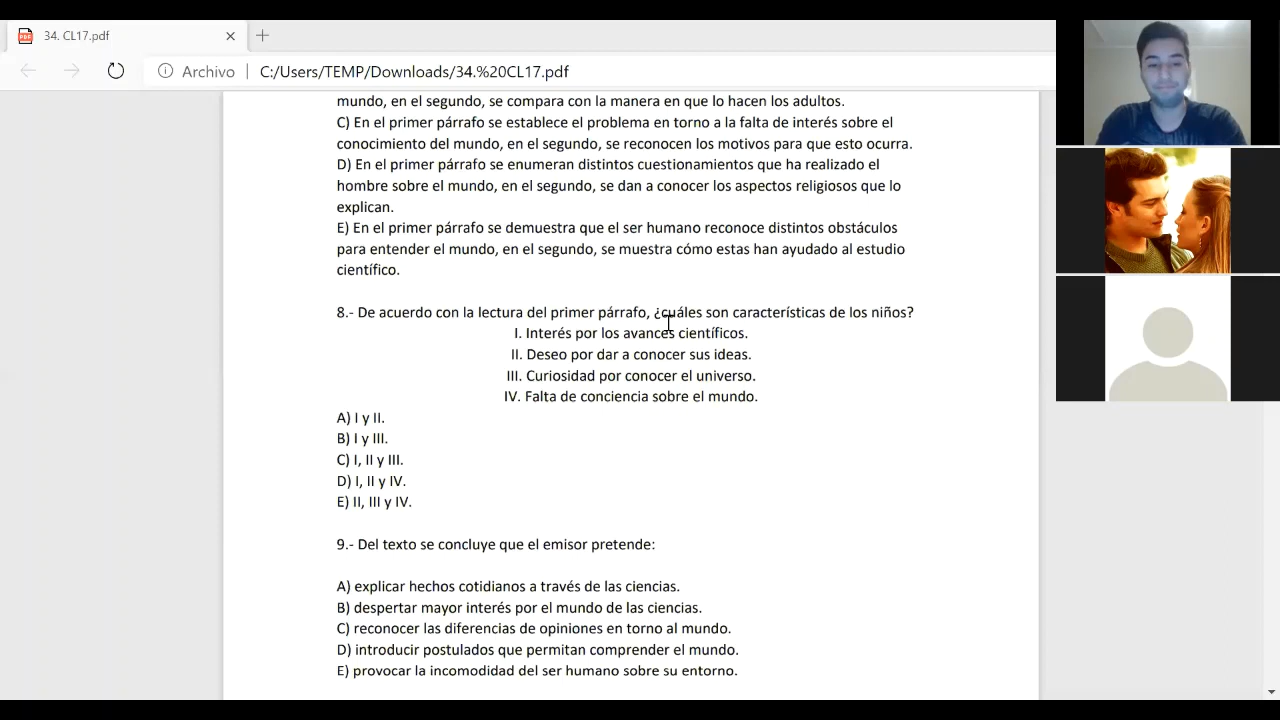 34. CL17.pdf
Archivo
C:/Users/TEMP/Downloads/34.%20CL17.pdf
mundo, en el segundo, se compara con la manera en que lo hacen los adultos.
C) En el primer párrafo se establece el problema en torno a la falta de interés sobre el
conocimiento del mundo, en el segundo, se reconocen los motivos para que esto ocurra.
D) En el primer párrafo se enumeran distintos cuestionamientos que ha realizado el
hombre sobre el mundo, en el segundo, se dan a conocer los aspectos religiosos que lo
explican.
E) En el primer párrafo se demuestra que el ser humano reconoce distintos obstáculos
para entender el mundo, en el segundo, se muestra cómo estas han ayudado al estudio
científico.
8.- De acuerdo con la lectura del primer párrafo, ¿cuáles son características de los niños?
I. Interés por los avances científicos.
II. Deseo por dar a conocer sus ideas.
III. Curiosidad por conocer el universo.
IV. Falta de conciencia sobre el mundo.
A) I y II.
B) I y III.
C) I, II y III.
D) I, II y IV.
E) II, III y IV.
9.- Del texto se concluye que el emisor pretende:
A) explicar hechos cotidianos a través de las ciencias.
B) despertar mayor interés por el mundo de las ciencias.
C) reconocer las diferencias de opiniones en torno al mundo.
D) introducir postulados que permitan comprender el mundo.
E) provocar la incomodidad del ser humano sobre su entorno.